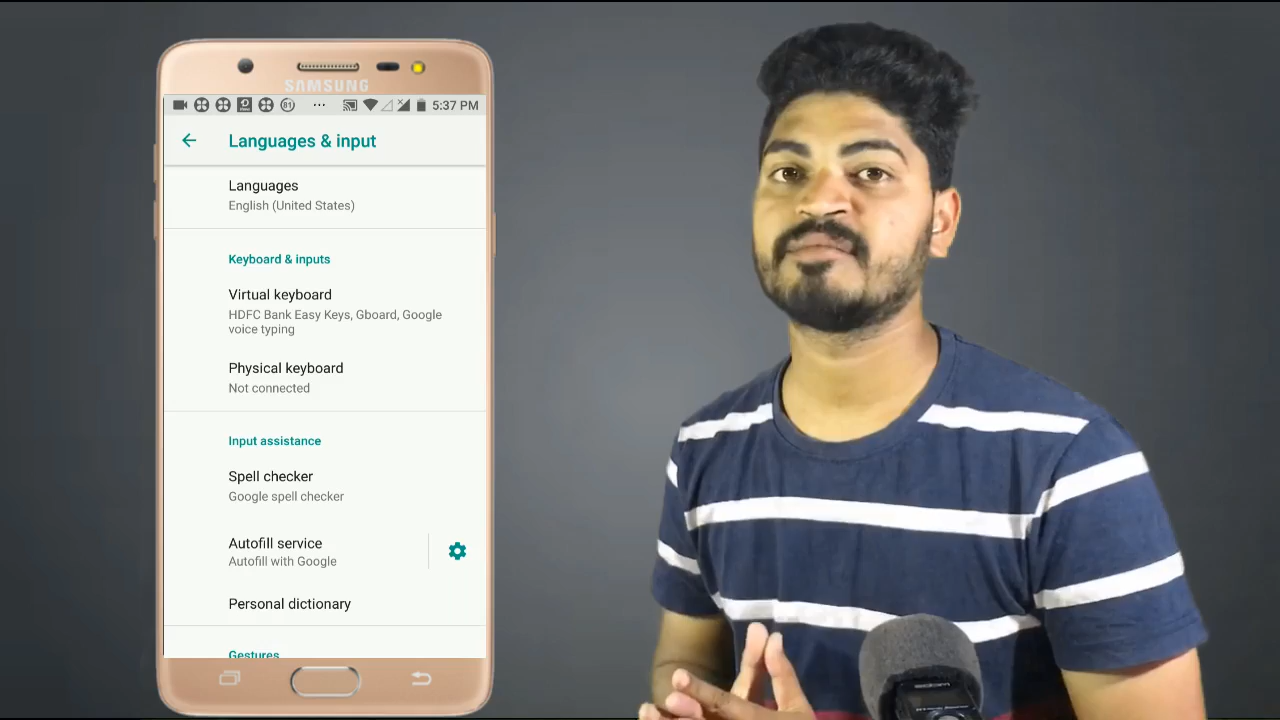 SAMSUNG
81
... 5:37 PM
Languages & input
Languages
English (United States)
Keyboard & inputs
Virtual keyboard
HDFC Bank Easy Keys, Gboard, Google
voice typing
Physical keyboard
Not connected
Input assistance
Spell checker
Google spell checker
Autofill service
Autofill with Google
Personal dictionary
Gestures